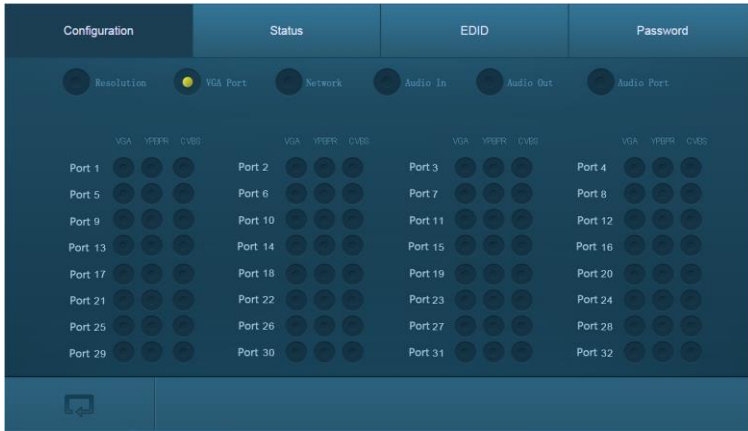 Configuration Status EDID Password
Resolution VGA Port Network Audio In Audio Out Audio Port
VGA YPBPR CVBS VGA YPBPR CVBS VGA YPBPR CVBS VGA YPBPR CVBS
Port 1 Port 2 Port 3 Port 4
Port 5 Port 6 Port 7 Port 8
Port 9 Port 10 Port 11 Port 12
Port 13 Port 14 Port 15 Port 16
Port 17 Port 18 Port 19 Port 20
Port 21 Port 22 Port 23 Port 24
Port 25 Port 26 Port 27 Port 28
Port 29 Port 30 Port 31 Port 32